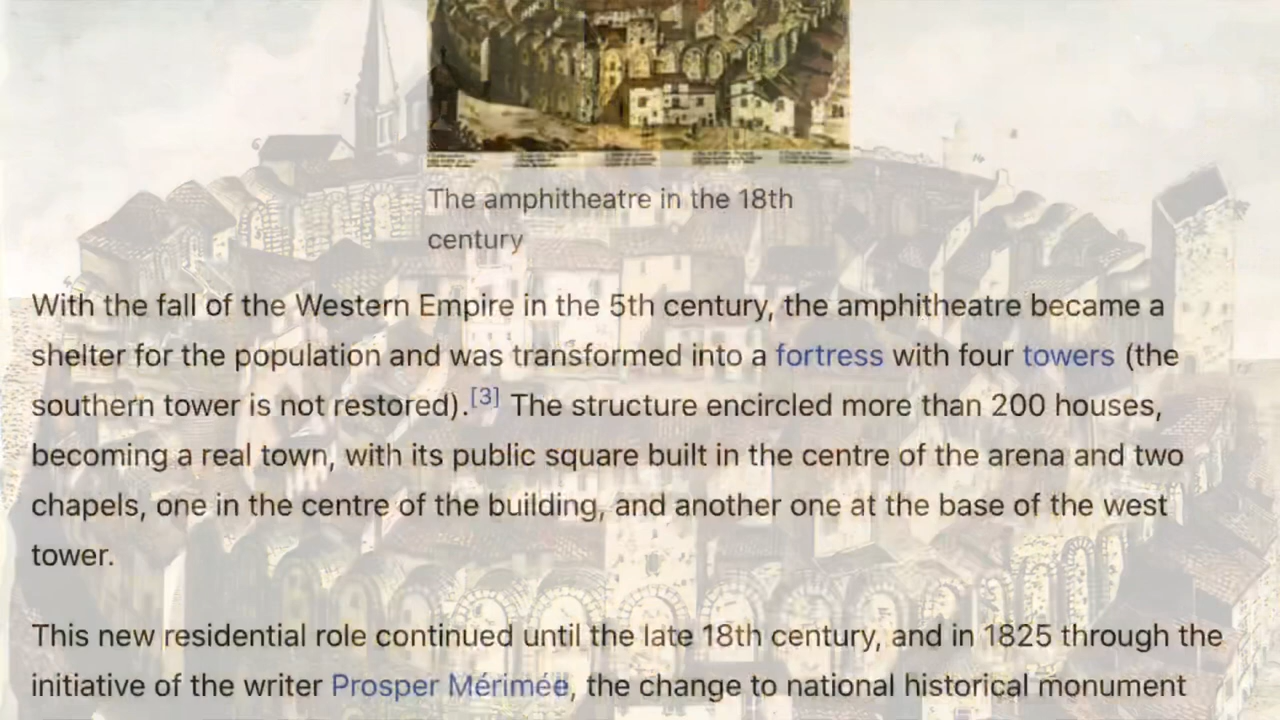 The amphitheatre in the 18th
century
With the fall of the Western Empire in the 5th century, the amphitheatre became a
shelter for the population and was transformed into a fortress with four towers (the
southern tower is not restored).[3] The structure encircled more than 200 houses,
becoming a real town, with its public square built in the centre of the arena and two
chapels, one in the centre of the building, and another one at the base of the west
tower.
This new residential role continued until the late 18th century, and in 1825 through the
initiative of the writer Prosper Mérimée, the change to national historical monument